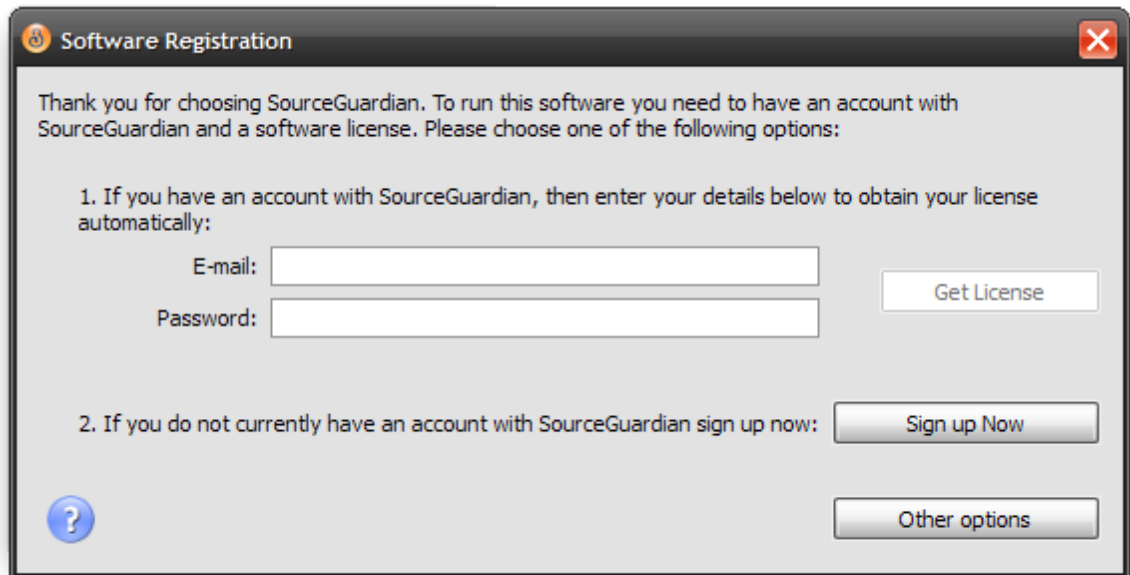 Software Registration
Thank you for choosing SourceGuardian. To run this software you need to have an account with
SourceGuardian and a software license. Please choose one of the following options:
1. If you have an account with SourceGuardian, then enter your details below to obtain your license
automatically:
E-mail:
Get License
Password:
2. If you do not currently have an account with SourceGuardian sign up now:
Sign up Now
?
Other options